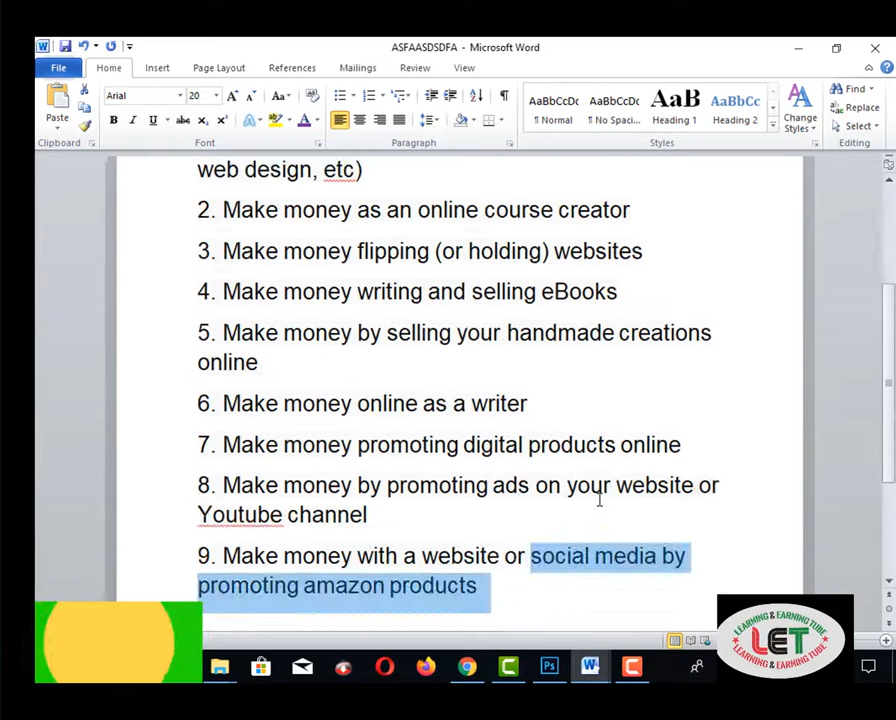 ASFAASDSDFA - Microsoft Word
File Home Insert Page Layout References Mailings Review View
Arial 20
Paste
AaBbCcDc AaBbCcDc AaB AaBbCc
¶ Normal ¶ No Spaci... Heading 1 Heading 2
Change Styles
Find
Replace
Select
Clipboard Font Paragraph Styles Editing
web design, etc)
2. Make money as an online course creator
3. Make money flipping (or holding) websites
4. Make money writing and selling eBooks
5. Make money by selling your handmade creations
online
6. Make money online as a writer
7. Make money promoting digital products online
8. Make money by promoting ads on your website or
Youtube channel
9. Make money with a website or social media by
promoting amazon products
LEARNING & EARNING TUBE
LET
LEARNING & EARNING TUBE